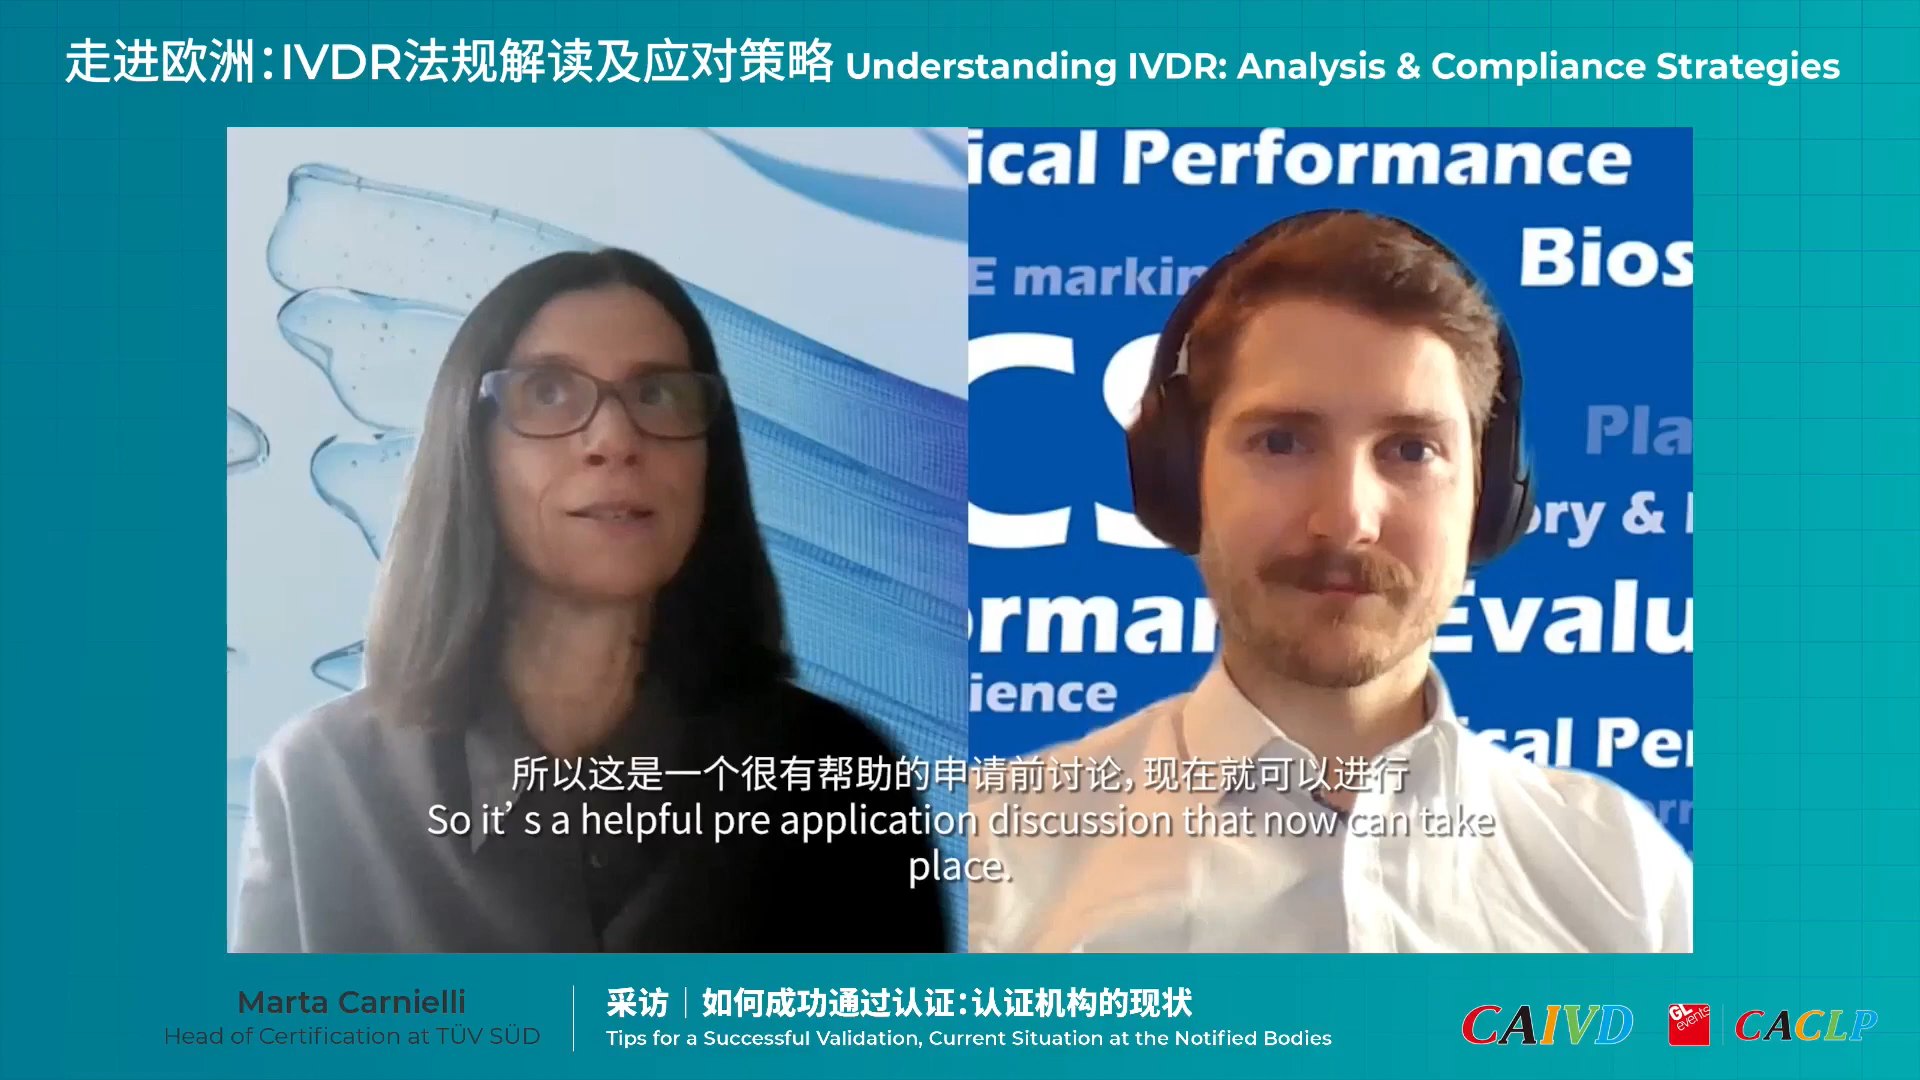 走进欧洲：IVDR法规解读及应对策略 Understanding IVDR: Analysis & Compliance Strategies
ical Performance
Bios
E markin
CS
Pla
ory &
ormar
Evalu
ience
ical Per
所以这是一个很有帮助的申请前讨论，现在就可以进行
So it’s a helpful pre application discussion that now can take
place.
Marta Carnielli
Head of Certification at TÜV SÜD
采访｜如何成功通过认证：认证机构的现状
Tips for a Successful Validation, Current Situation at the Notified Bodies
CAIVD
GL events
CACLP